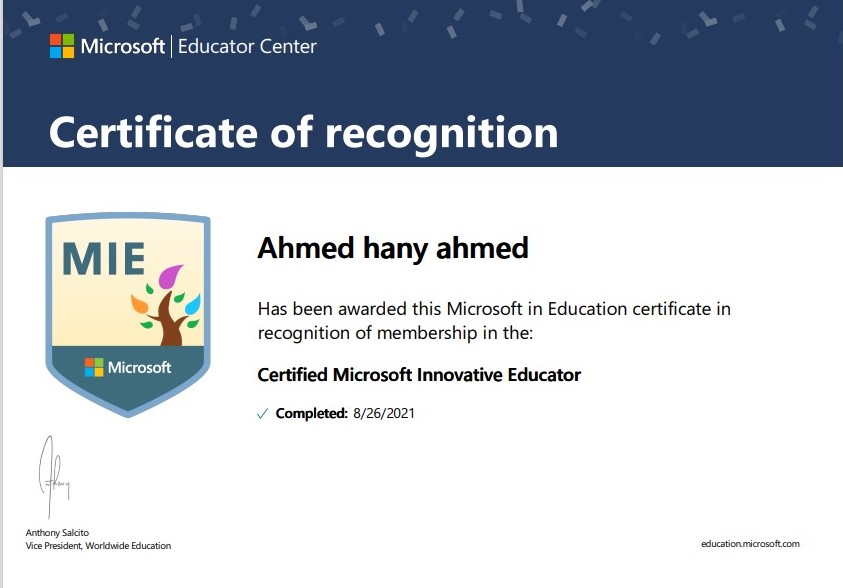 Microsoft | Educator Center
Certificate of recognition
MIE
Microsoft
Ahmed hany ahmed
Has been awarded this Microsoft in Education certificate in
recognition of membership in the:
Certified Microsoft Innovative Educator
✓ Completed: 8/26/2021
Anthony Salcito
Vice President, Worldwide Education
education.microsoft.com